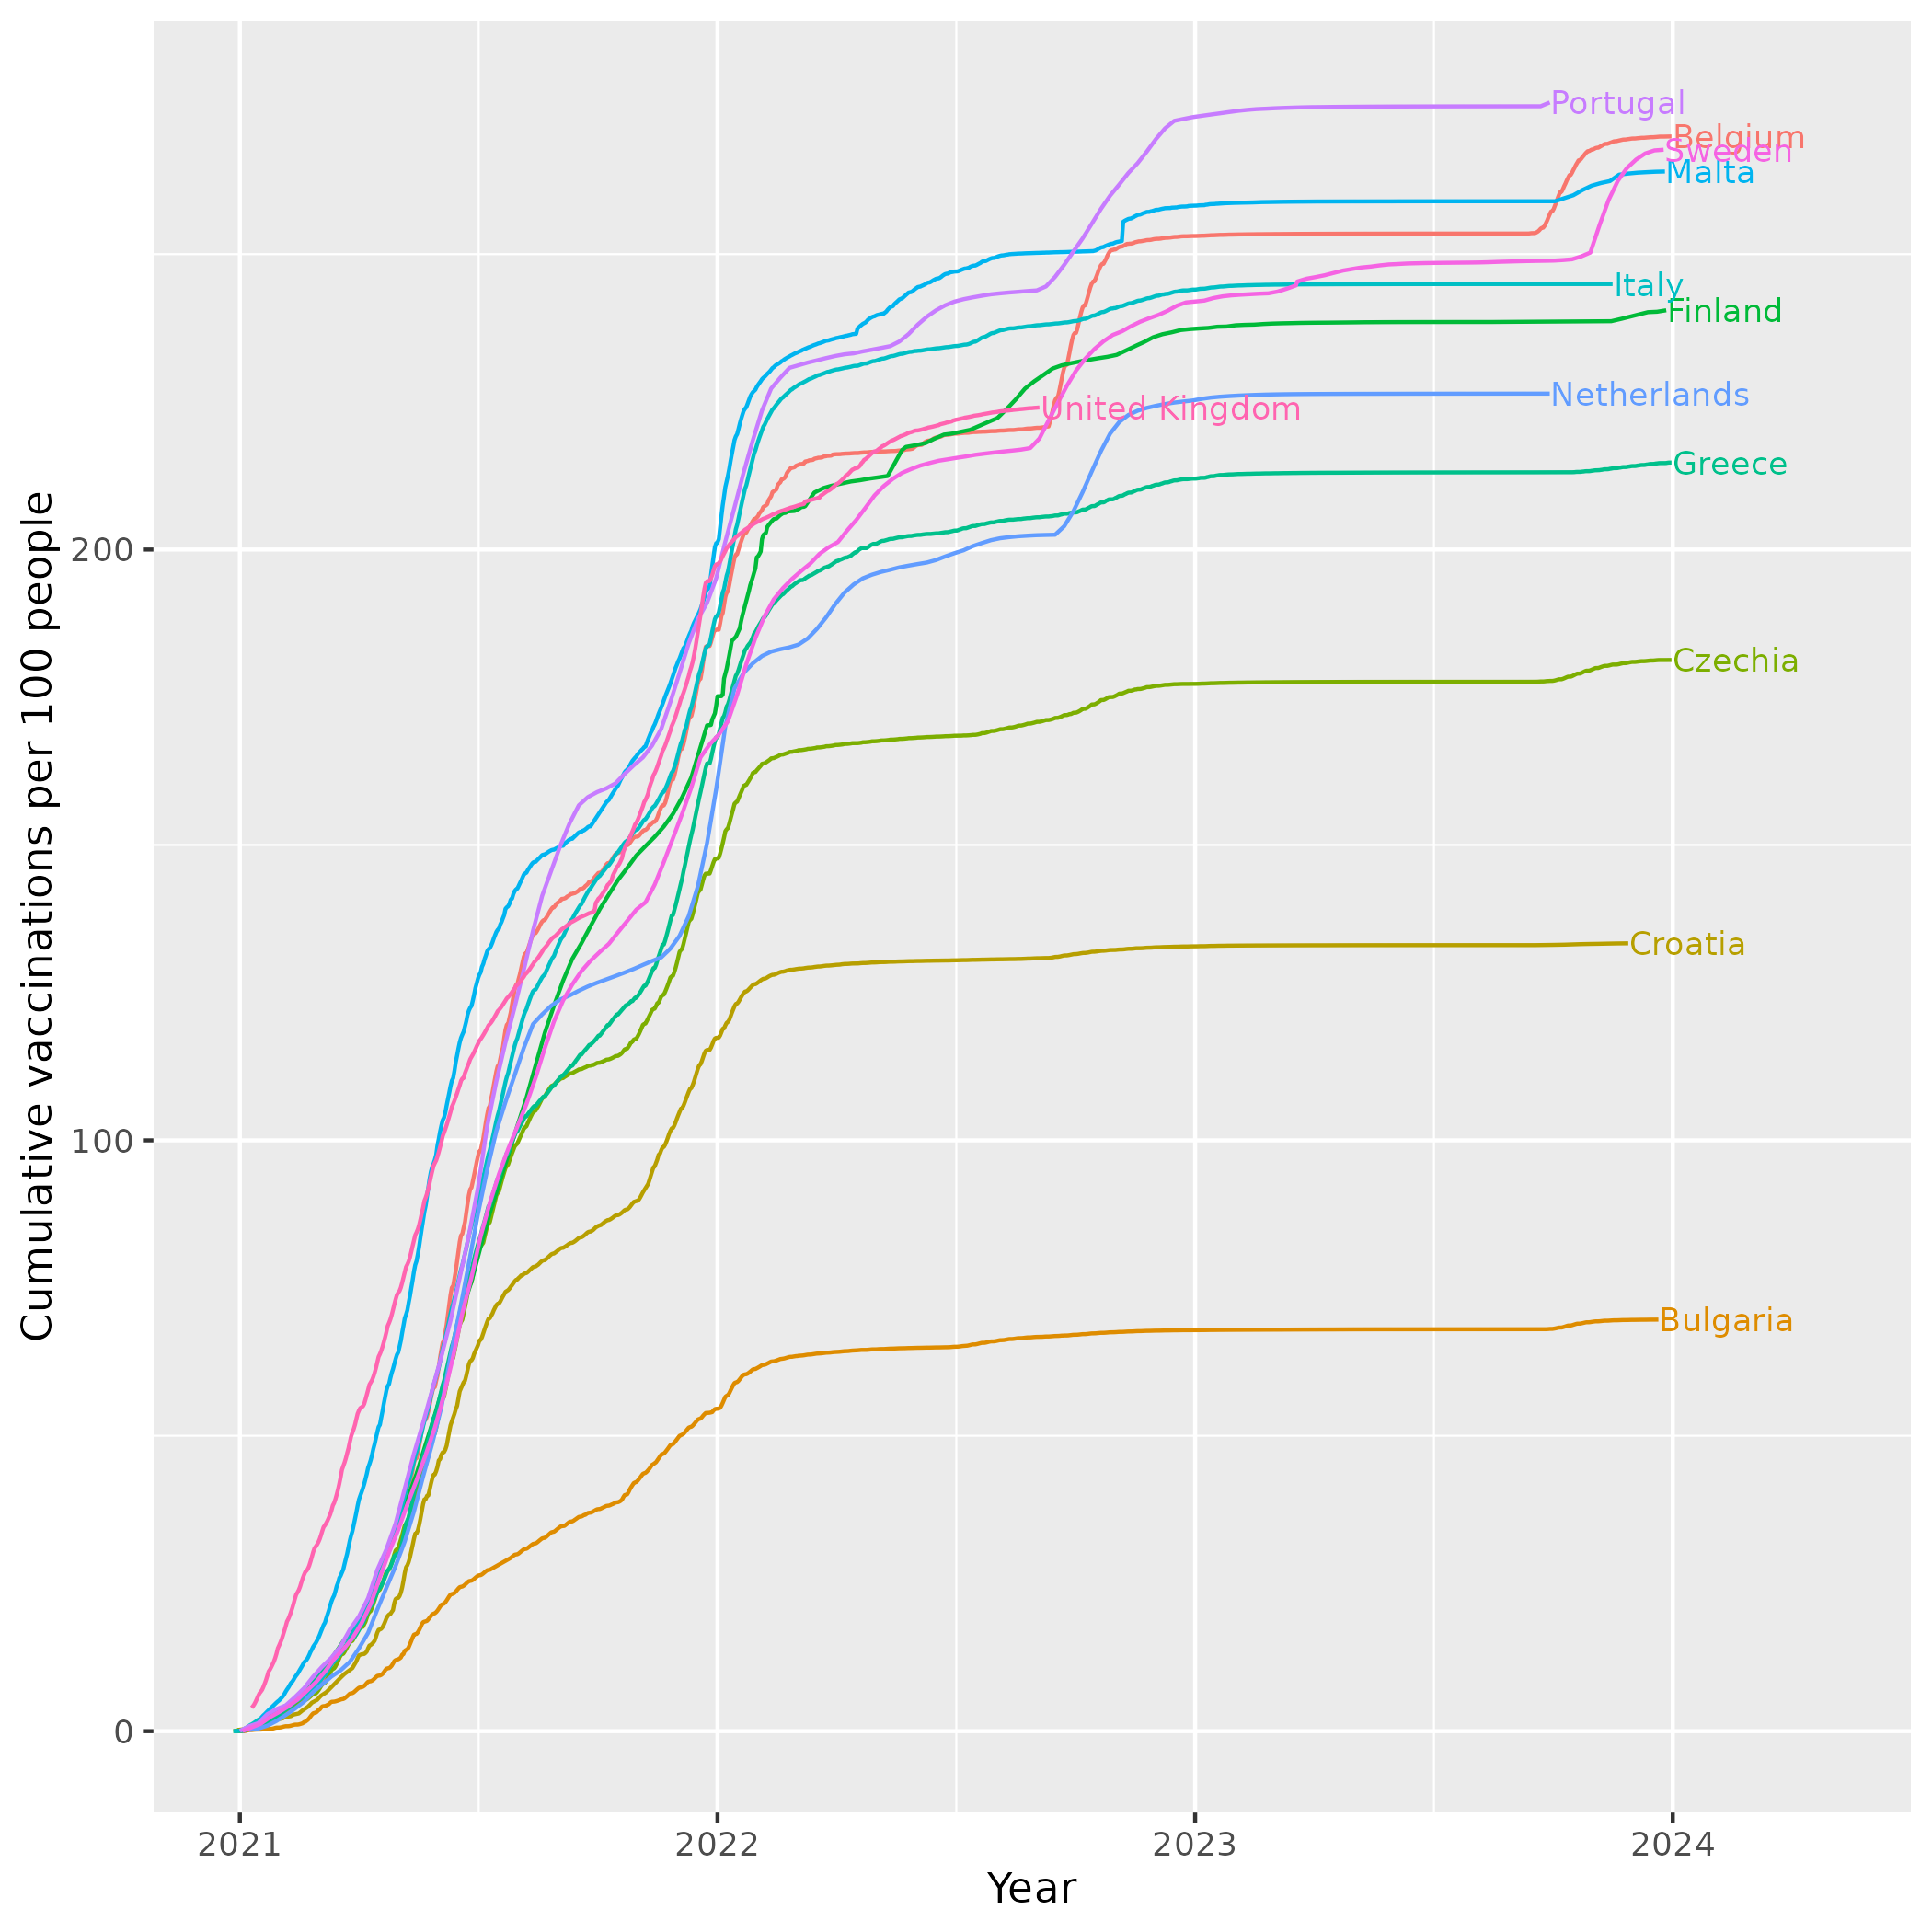 Cumulative vaccinations per 100 people
200
100
0
Portugal
Belgium
Sweden
Malta
Italy
Finland
Netherlands
United Kingdom
Greece
Czechia
Croatia
Bulgaria
2021 2022 2023 2024
Year